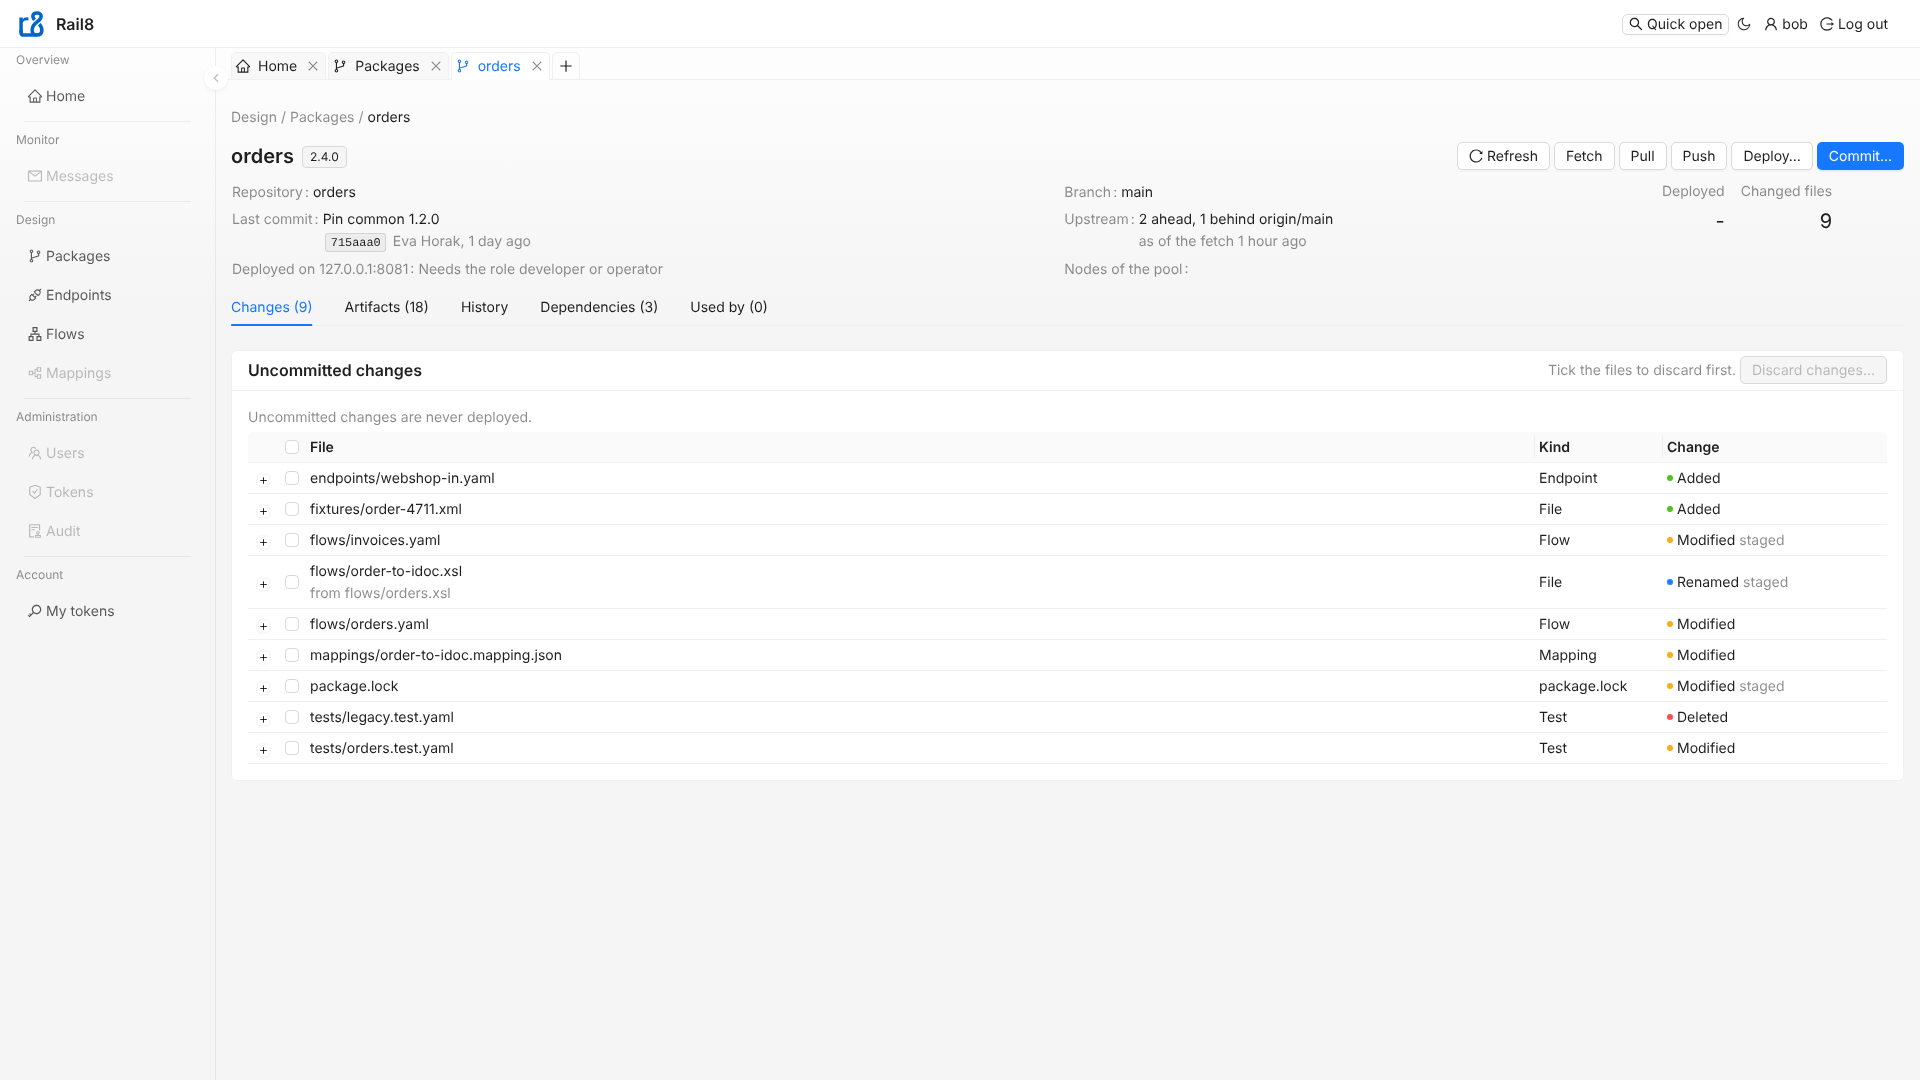 Rail8
Quick open
bob
Log out
Overview
Home
Monitor
Messages
Design
Packages
Endpoints
Flows
Mappings
Administration
Users
Tokens
Audit
Account
My tokens
Home
Packages
orders
Design / Packages / orders
orders 2.4.0
Refresh
Fetch
Pull
Push
Deploy...
Commit...
Repository: orders
Branch: main
Deployed
-
Changed files
9
Last commit: Pin common 1.2.0
715aaa0 Eva Horak, 1 day ago
Upstream: 2 ahead, 1 behind origin/main
as of the fetch 1 hour ago
Deployed on 127.0.0.1:8081: Needs the role developer or operator
Nodes of the pool:
Changes (9)
Artifacts (18)
History
Dependencies (3)
Used by (0)
Uncommitted changes
Tick the files to discard first.
Discard changes...
Uncommitted changes are never deployed.
File Kind Change
+ endpoints/webshop-in.yaml Endpoint Added
+ fixtures/order-4711.xml File Added
+ flows/invoices.yaml Flow Modified staged
+ flows/order-to-idoc.xsl File Renamed staged
from flows/orders.xsl
+ flows/orders.yaml Flow Modified
+ mappings/order-to-idoc.mapping.json Mapping Modified
+ package.lock package.lock Modified staged
+ tests/legacy.test.yaml Test Deleted
+ tests/orders.test.yaml Test Modified